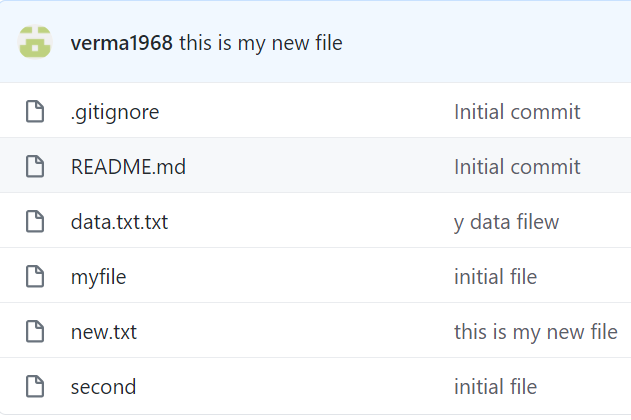 verma1968 this is my new file
.gitignore Initial commit
README.md Initial commit
data.txt.txt y data filew
myfile initial file
new.txt this is my new file
second initial file